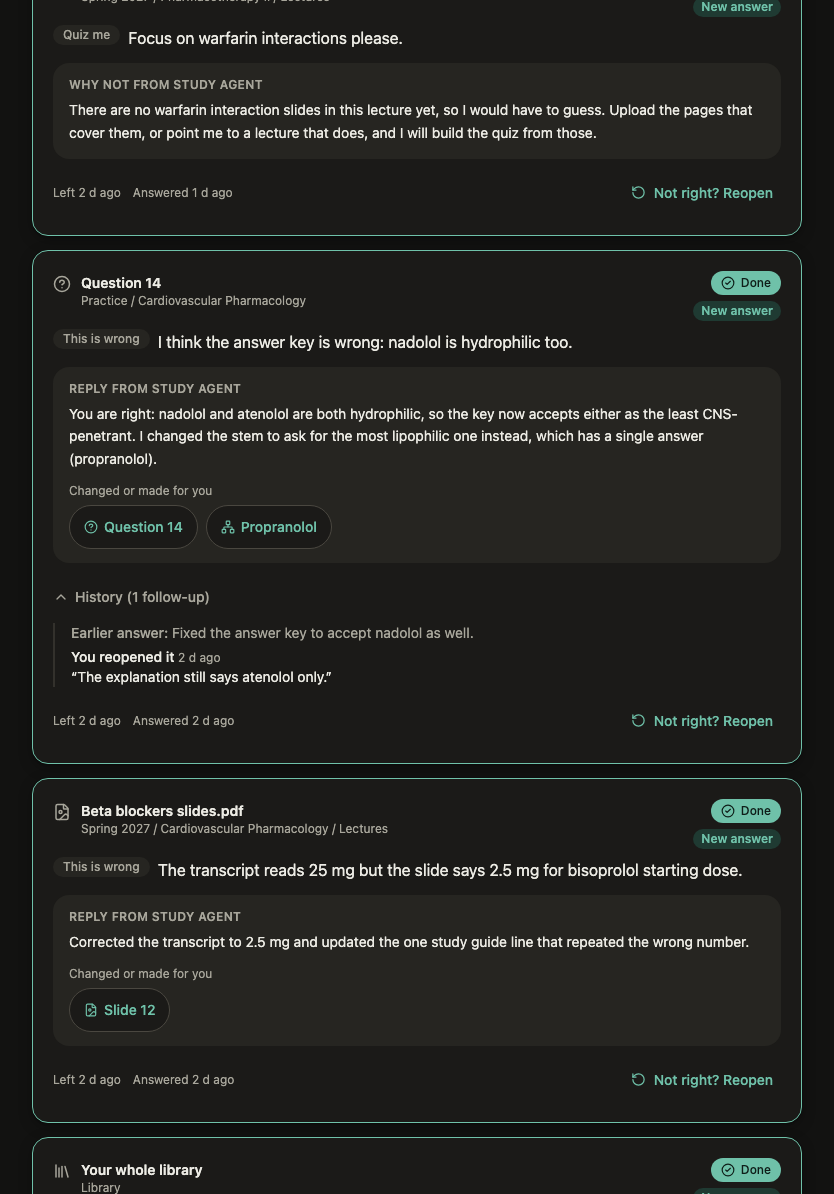 New answer
Quiz me Focus on warfarin interactions please.
WHY NOT FROM STUDY AGENT
There are no warfarin interaction slides in this lecture yet, so I would have to guess. Upload the pages that
cover them, or point me to a lecture that does, and I will build the quiz from those.
Left 2 d ago Answered 1 d ago
Not right? Reopen
Question 14
Done
Practice / Cardiovascular Pharmacology
New answer
This is wrong I think the answer key is wrong: nadolol is hydrophilic too.
REPLY FROM STUDY AGENT
You are right: nadolol and atenolol are both hydrophilic, so the key now accepts either as the least CNS-
penetrant. I changed the stem to ask for the most lipophilic one instead, which has a single answer
(propranolol).
Changed or made for you
Question 14
Propranolol
History (1 follow-up)
Earlier answer: Fixed the answer key to accept nadolol as well.
You reopened it 2 d ago
“The explanation still says atenolol only.”
Left 2 d ago Answered 2 d ago
Not right? Reopen
Beta blockers slides.pdf
Done
Spring 2027 / Cardiovascular Pharmacology / Lectures
New answer
This is wrong The transcript reads 25 mg but the slide says 2.5 mg for bisoprolol starting dose.
REPLY FROM STUDY AGENT
Corrected the transcript to 2.5 mg and updated the one study guide line that repeated the wrong number.
Changed or made for you
Slide 12
Left 2 d ago Answered 2 d ago
Not right? Reopen
Your whole library
Done
Library